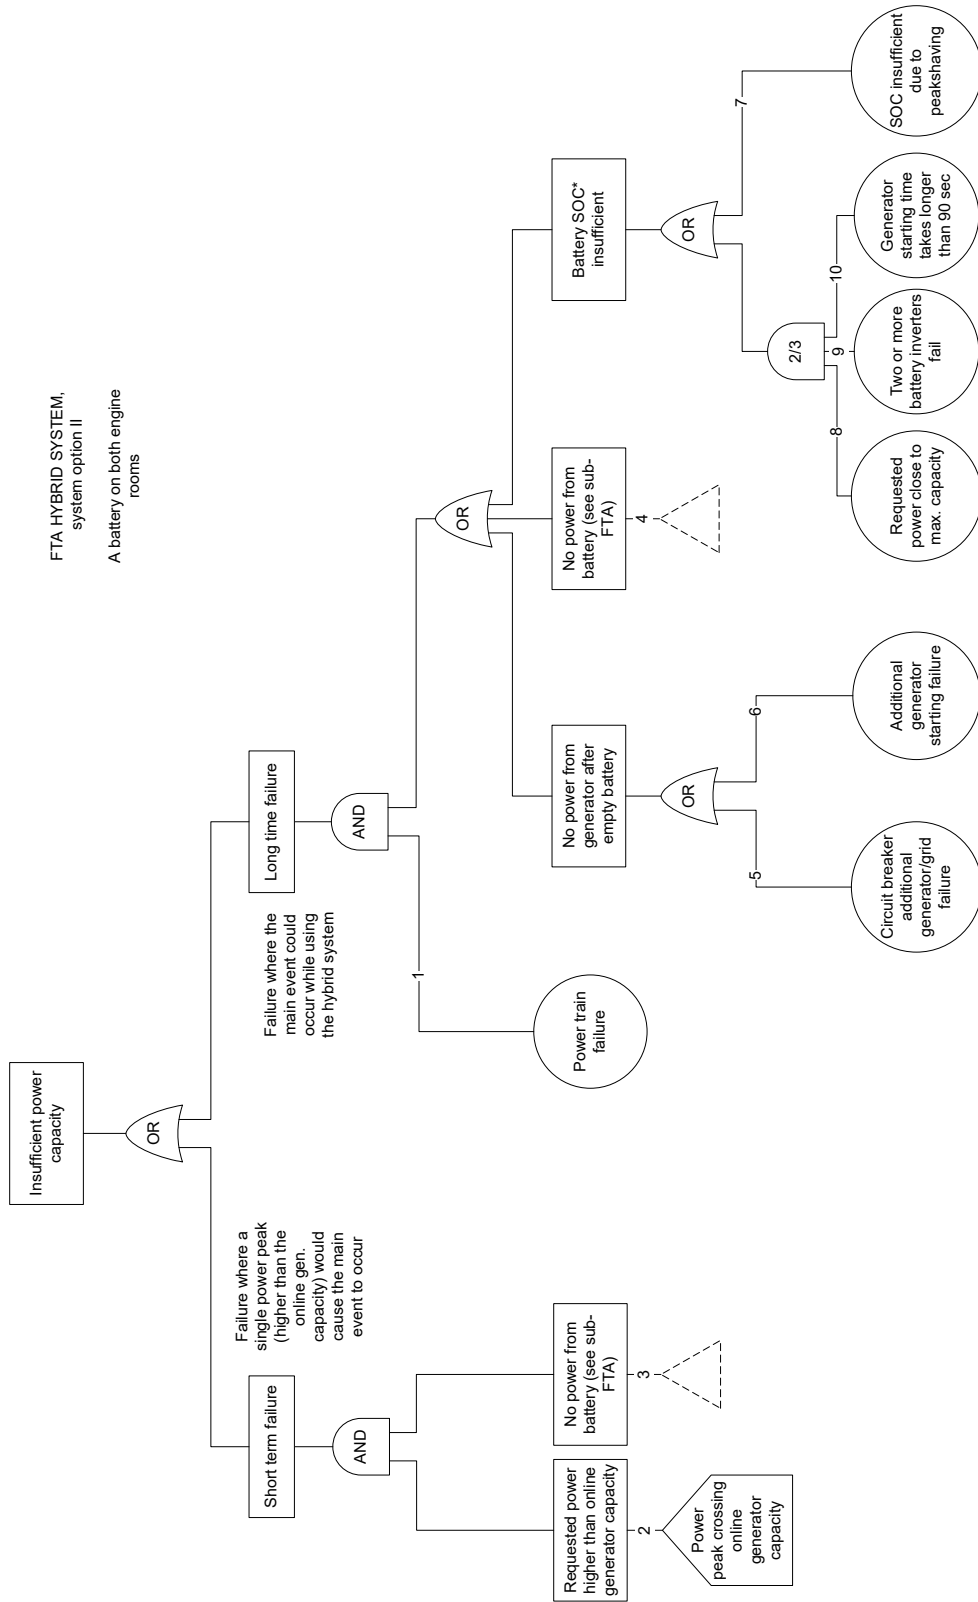 FTA HYBRID SYSTEM,
system option II
A battery on both engine
rooms
Insufficient power
capacity
OR
Failure where a
single power peak
(higher than the
online gen.
capacity) would
cause the main
event to occur
Short term failure
AND
Requested power
higher than online
generator capacity
2
Power
peak crossing
online
generator
capacity
No power from
battery (see sub-
FTA)
3
Failure where the
main event could
occur while using
the hybrid system
Long time failure
AND
1
Power train
failure
OR
No power from
generator after
empty battery
OR
5
Circuit breaker
additional
generator/grid
failure
6
Additional
generator
starting failure
No power from
battery (see sub-
FTA)
4
Battery SOC*
insufficient
OR
2/3
8
Requested
power close to
max. capacity
9
Two or more
battery inverters
fail
10
Generator
starting time
takes longer
than 90 sec
7
SOC insufficient
due to
peakshaving